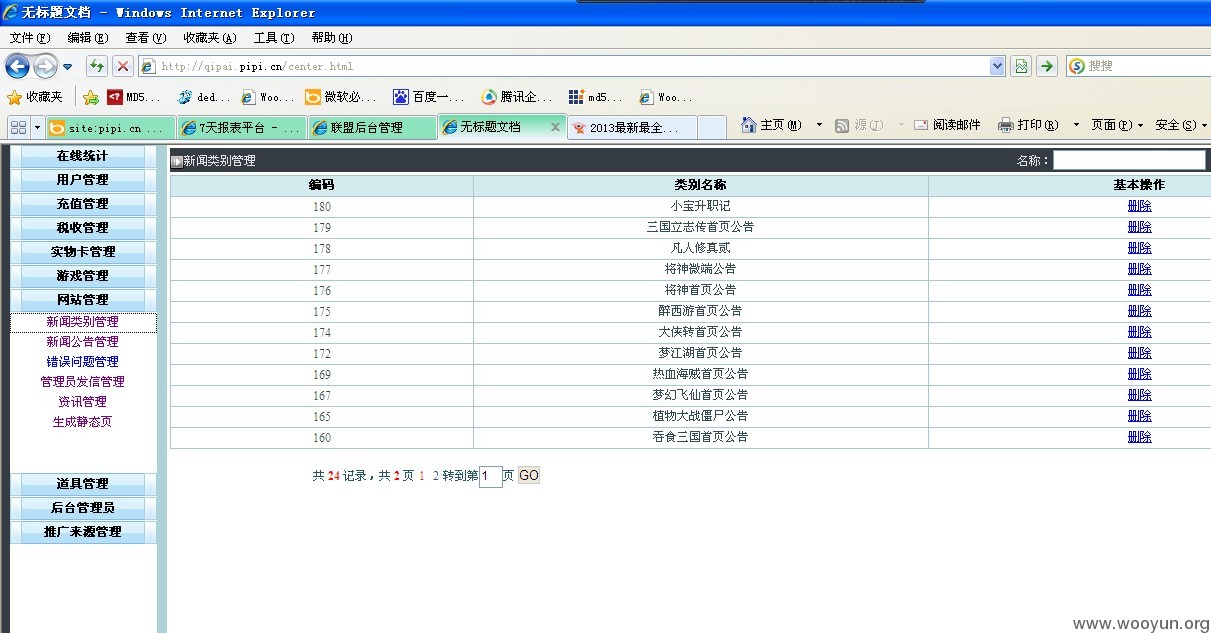 无标题文档 - Windows Internet Explorer
文件(F) 编辑(E) 查看(V) 收藏夹(A) 工具(T) 帮助(H)
http://qipai.pipi.cn/center.html 搜搜
收藏夹 MD5... ded... Woo... 微软必... 百度一... 腾讯企... md5... Woo...
site:pipi.cn ... 7天报表平台 - ... 联盟后台管理 无标题文档 2013最新最全... 主页(M) 源(J) 阅读邮件 打印(R) 页面(P) 安全(S)
在线统计
用户管理
充值管理
税收管理
实物卡管理
游戏管理
网站管理
新闻类别管理
新闻公告管理
错误问题管理
管理员发信管理
资讯管理
生成静态页
道具管理
后台管理员
推广来源管理
新闻类别管理 名称：
编码 类别名称 基本操作
180 小宝升职记 删除
179 三国立志传首页公告 删除
178 凡人修真贰 删除
177 将神微端公告 删除
176 将神首页公告 删除
175 醉西游首页公告 删除
174 大侠转首页公告 删除
172 梦江湖首页公告 删除
169 热血海贼首页公告 删除
167 梦幻飞仙首页公告 删除
165 植物大战僵尸公告 删除
160 吞食三国首页公告 删除
共 24 记录，共 2 页 1 2 转到第 1 页 GO
www.wooyun.org